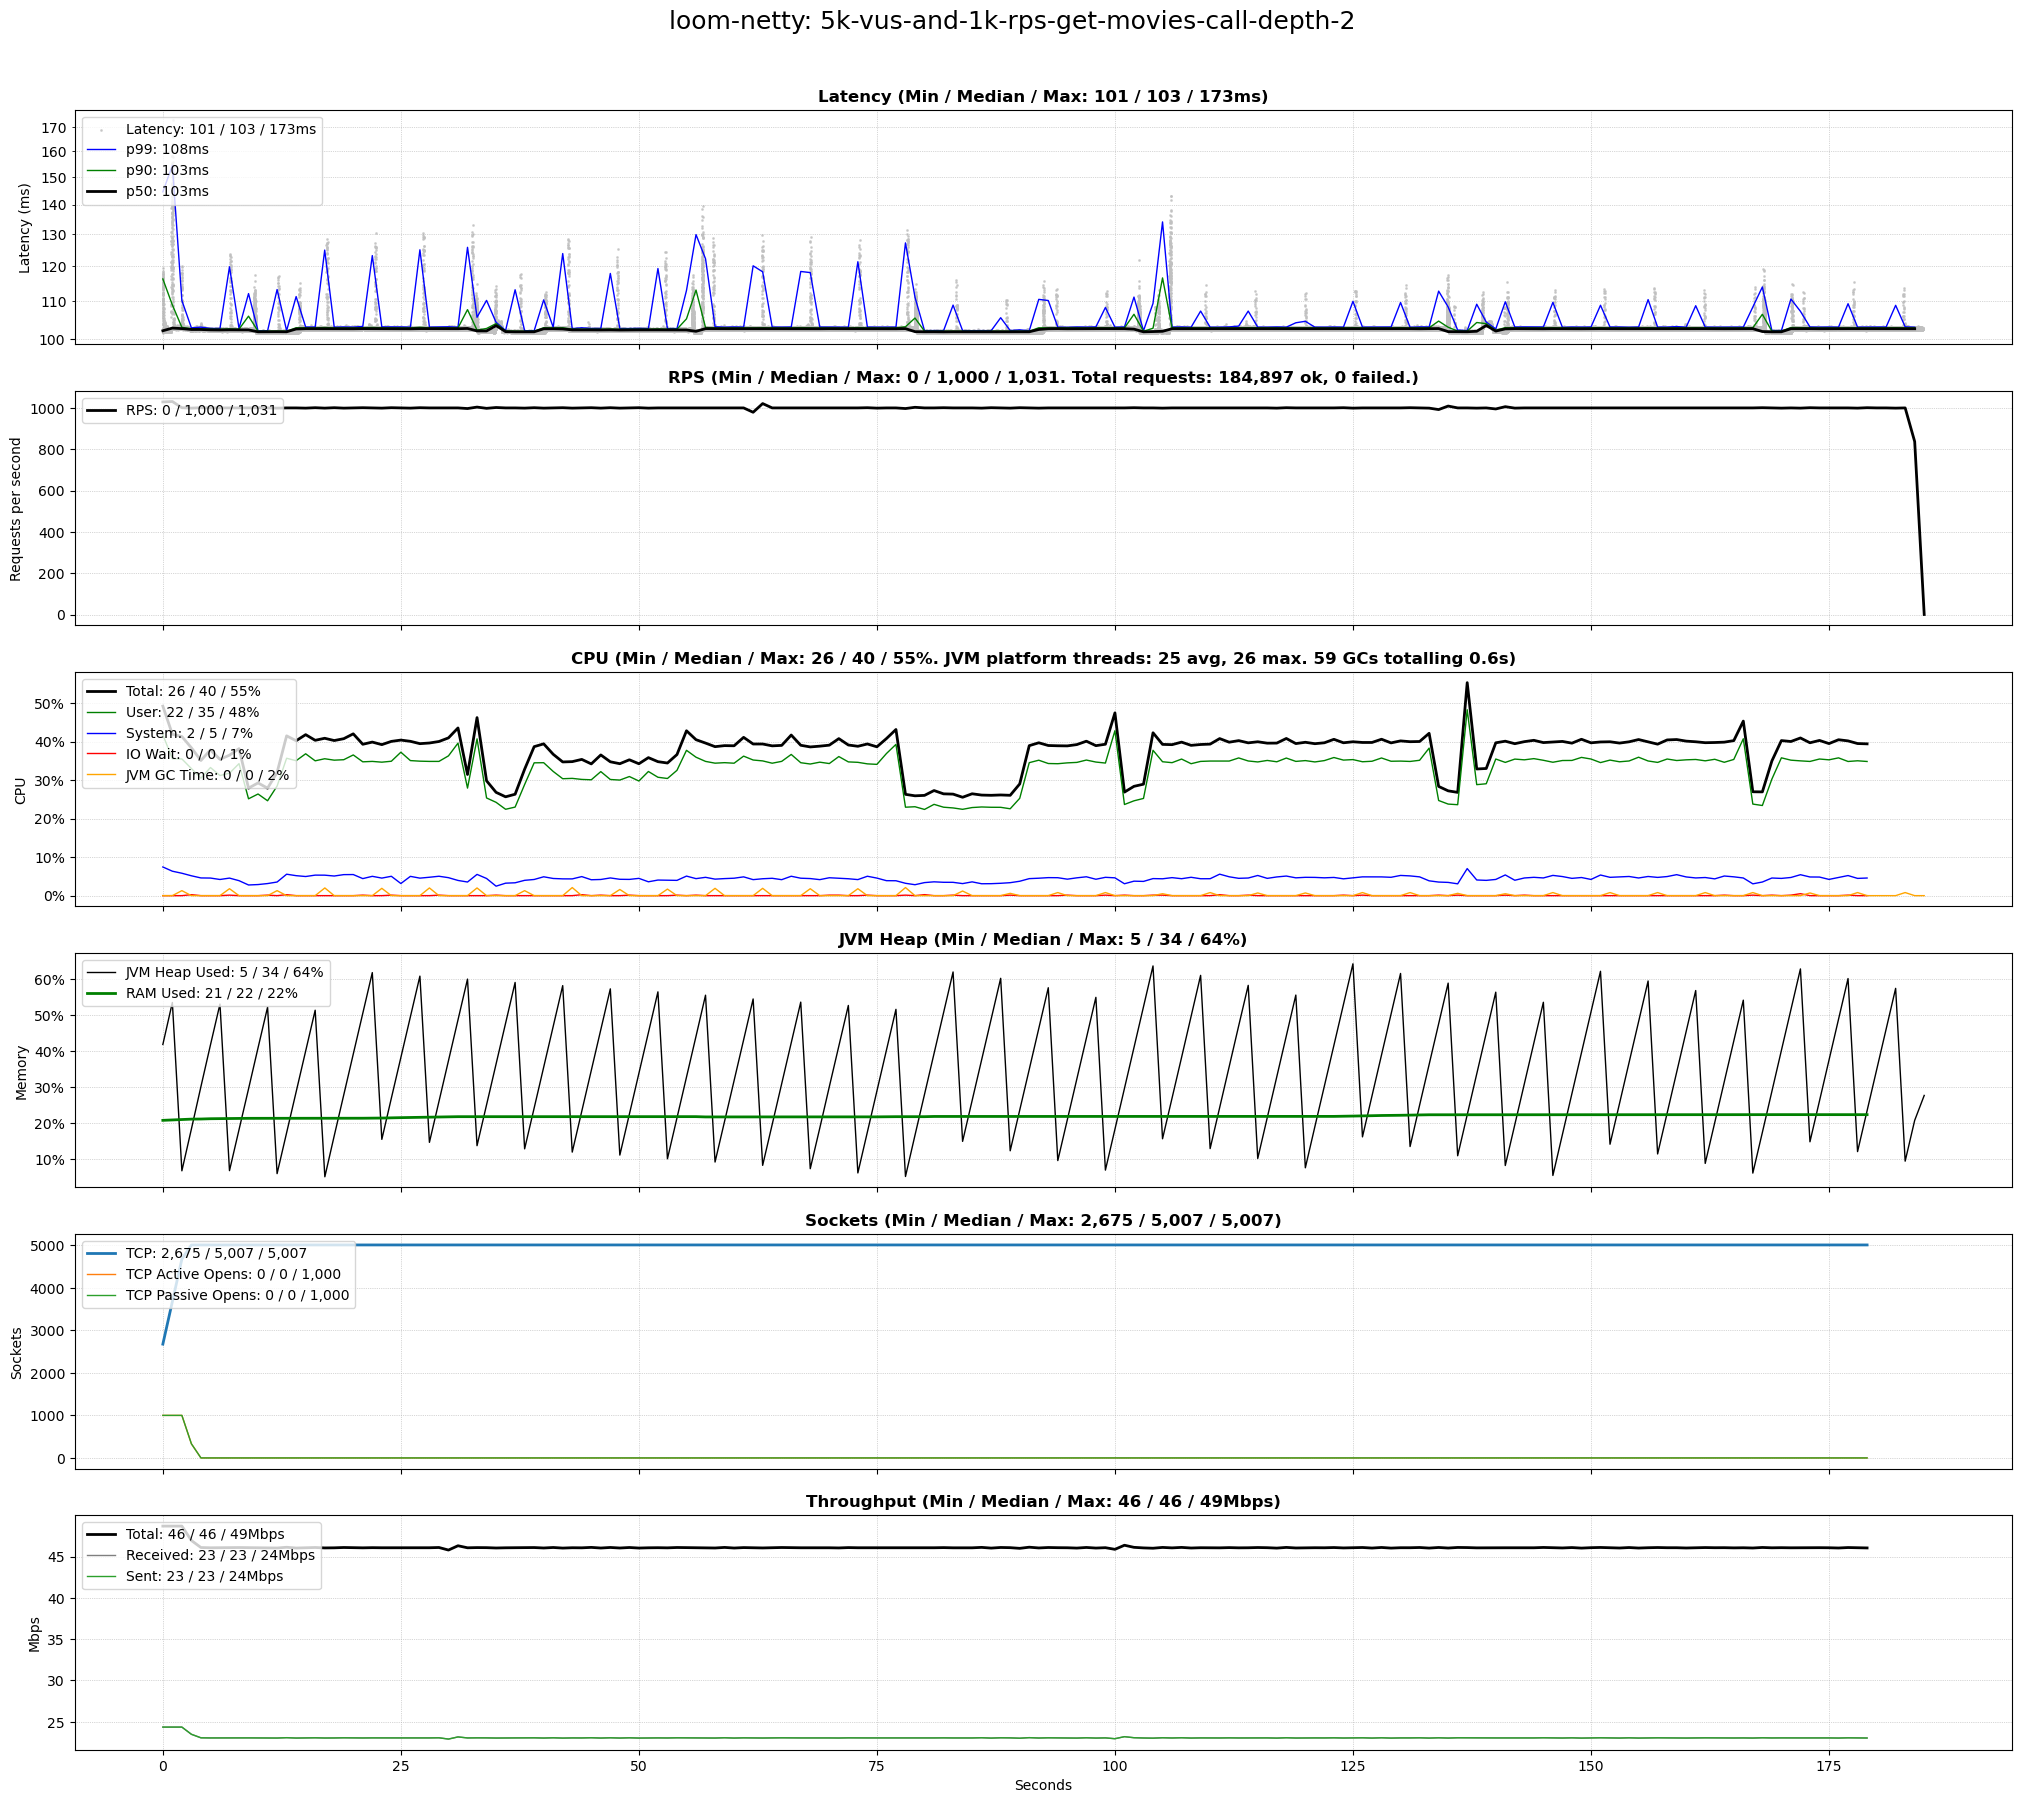 loom-netty: 5k-vus-and-1k-rps-get-movies-call-depth-2
Latency (Min / Median / Max: 101 / 103 / 173ms)
Latency (ms)
170
160
150
140
130
120
110
100
Latency: 101 / 103 / 173ms
p99: 108ms
p90: 103ms
p50: 103ms
RPS (Min / Median / Max: 0 / 1,000 / 1,031. Total requests: 184,897 ok, 0 failed.)
Requests per second
1000
800
600
400
200
0
RPS: 0 / 1,000 / 1,031
CPU (Min / Median / Max: 26 / 40 / 55%. JVM platform threads: 25 avg, 26 max. 59 GCs totalling 0.6s)
CPU
50%
40%
30%
20%
10%
0%
Total: 26 / 40 / 55%
User: 22 / 35 / 48%
System: 2 / 5 / 7%
IO Wait: 0 / 0 / 1%
JVM GC Time: 0 / 0 / 2%
JVM Heap (Min / Median / Max: 5 / 34 / 64%)
Memory
60%
50%
40%
30%
20%
10%
JVM Heap Used: 5 / 34 / 64%
RAM Used: 21 / 22 / 22%
Sockets (Min / Median / Max: 2,675 / 5,007 / 5,007)
Sockets
5000
4000
3000
2000
1000
0
TCP: 2,675 / 5,007 / 5,007
TCP Active Opens: 0 / 0 / 1,000
TCP Passive Opens: 0 / 0 / 1,000
Throughput (Min / Median / Max: 46 / 46 / 49Mbps)
Mbps
45
40
35
30
25
Total: 46 / 46 / 49Mbps
Received: 23 / 23 / 24Mbps
Sent: 23 / 23 / 24Mbps
0 25 50 75 100 125 150 175
Seconds